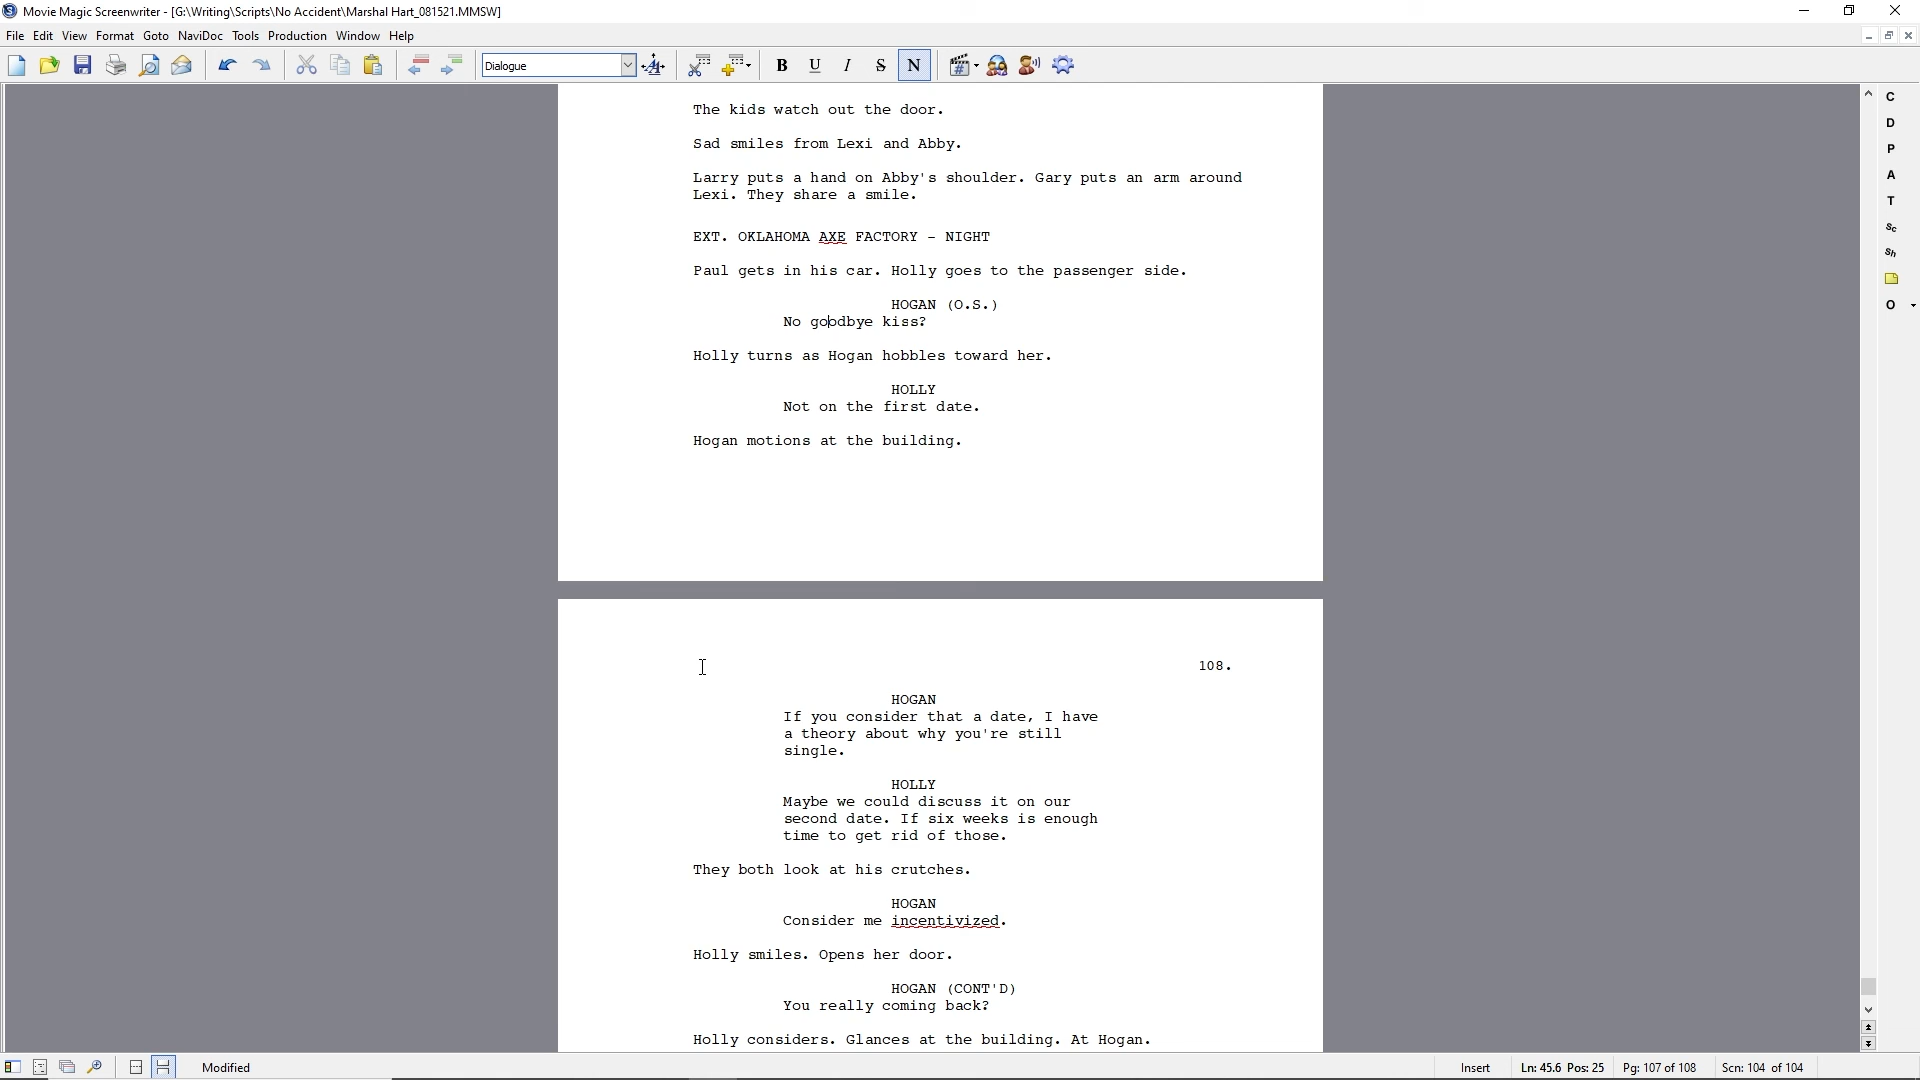 Movie Magic Screenwriter - [G:\Writing\Scripts\No Accident\Marshal Hart_081521.MMSW]
File Edit View Format Goto NaviDoc Tools Production Window Help
Dialogue B U I S N
C
D
P
A
T
Sc
Sh
O
The kids watch out the door.
Sad smiles from Lexi and Abby.
Larry puts a hand on Abby's shoulder. Gary puts an arm around
Lexi. They share a smile.
EXT. OKLAHOMA AXE FACTORY - NIGHT
Paul gets in his car. Holly goes to the passenger side.
HOGAN (O.S.)
No goodbye kiss?
Holly turns as Hogan hobbles toward her.
HOLLY
Not on the first date.
Hogan motions at the building.
108.
HOGAN
If you consider that a date, I have
a theory about why you're still
single.
HOLLY
Maybe we could discuss it on our
second date. If six weeks is enough
time to get rid of those.
They both look at his crutches.
HOGAN
Consider me incentivized.
Holly smiles. Opens her door.
HOGAN (CONT'D)
You really coming back?
Holly considers. Glances at the building. At Hogan.
Modified Insert Ln: 45.6 Pos: 25 Pg: 107 of 108 Scn: 104 of 104